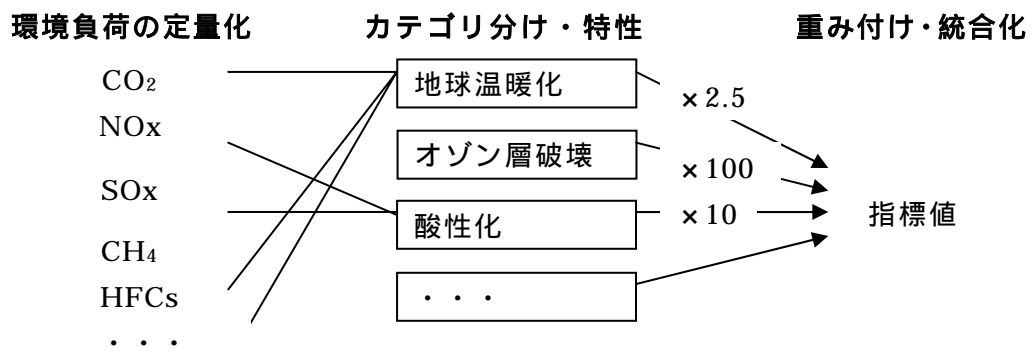 環境負荷の定量化
カテゴリ分け・特性
重み付け・統合化
CO₂
NOx
SOx
CH₄
HFCs
・・・
地球温暖化
オゾン層破壊
酸性化
・・・
×2.5
×100
×10
指標値